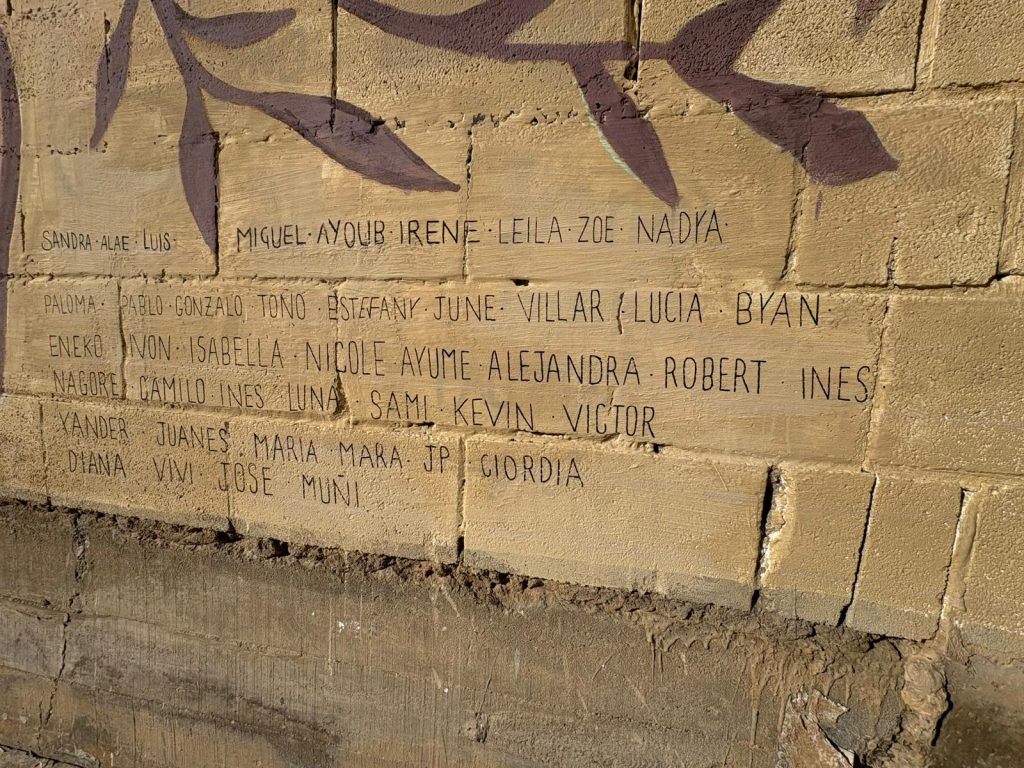 SANDRA · ALAE · LUIS · MIGUEL · AYOUB IRENE · LEILA · ZOE · NADYA ·
PALOMA · PABLO · GONZALO, TOÑO · ESTEFANY · JUNE · VILLAR · LUCIA · BYAN ·
ENEKO IVON · ISABELLA · NICOLE AYUME · ALEJANDRA · ROBERT · INES
NAGORE · CAMILO INES LUNA · SAMI · KEVIN · VICTOR
XANDER JUANES · MARIA · MARA · JP · CIORDIA
DIANA VIVI · JOSE · MUÑI